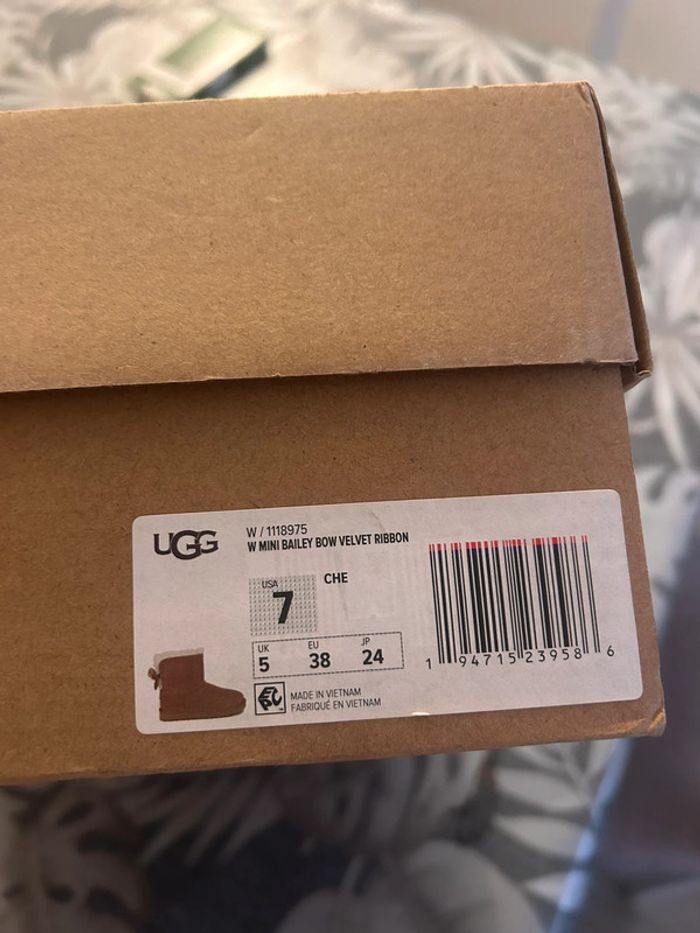 UGG
W / 1118975
W MINI BAILEY BOW VELVET RIBBON
USA
7
CHE
UK
5
EU
38
JP
24
EPC
MADE IN VIETNAM
FABRIQUÉ EN VIETNAM
1 94715 23958 6